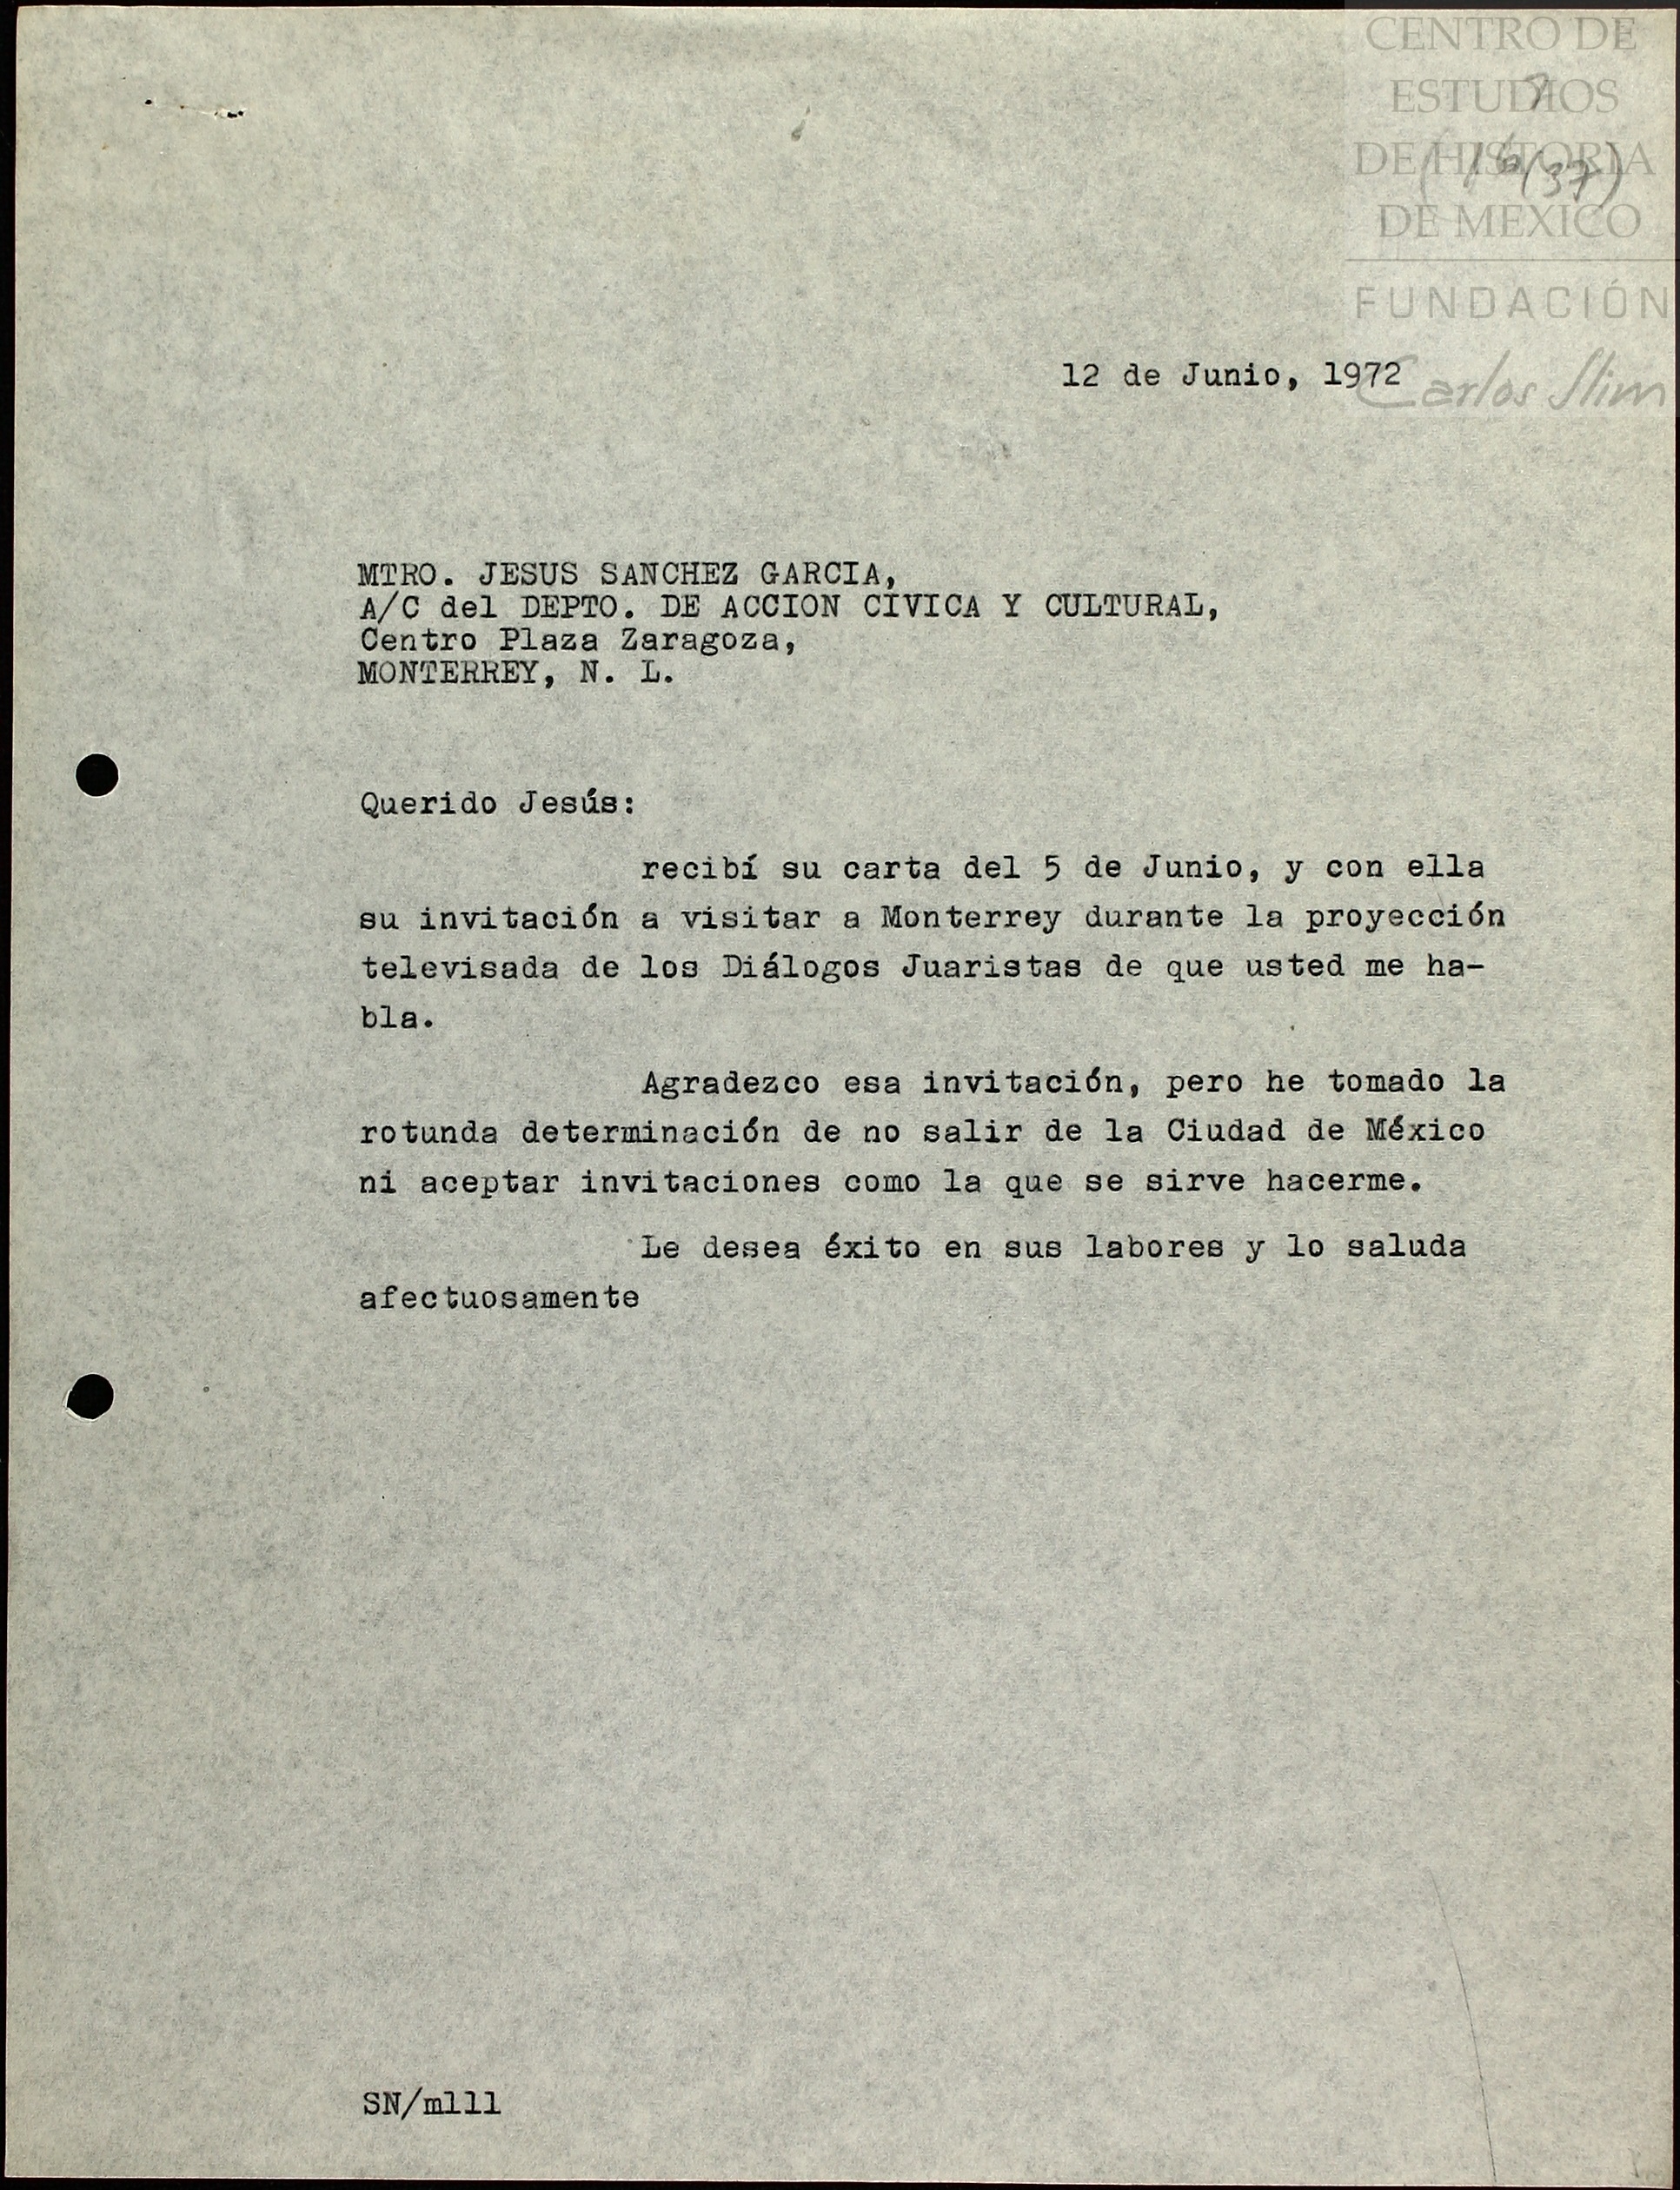 CENTRO DE
ESTUDIOS
DE HISTORIA
DE MEXICO
FUNDACIÓN
Carlos Slim
(37)
12 de Junio, 1972
MTRO. JESUS SANCHEZ GARCIA,
A/C del DEPTO. DE ACCION CIVICA Y CULTURAL,
Centro Plaza Zaragoza,
MONTERREY, N. L.
Querido Jesús:
recibí su carta del 5 de Junio, y con ella
su invitación a visitar a Monterrey durante la proyección
televisada de los Diálogos Juaristas de que usted me ha-
bla.
Agradezco esa invitación, pero he tomado la
rotunda determinación de no salir de la Ciudad de México
ni aceptar invitaciones como la que se sirve hacerme.
Le desea éxito en sus labores y lo saluda
afectuosamente
SN/mlll